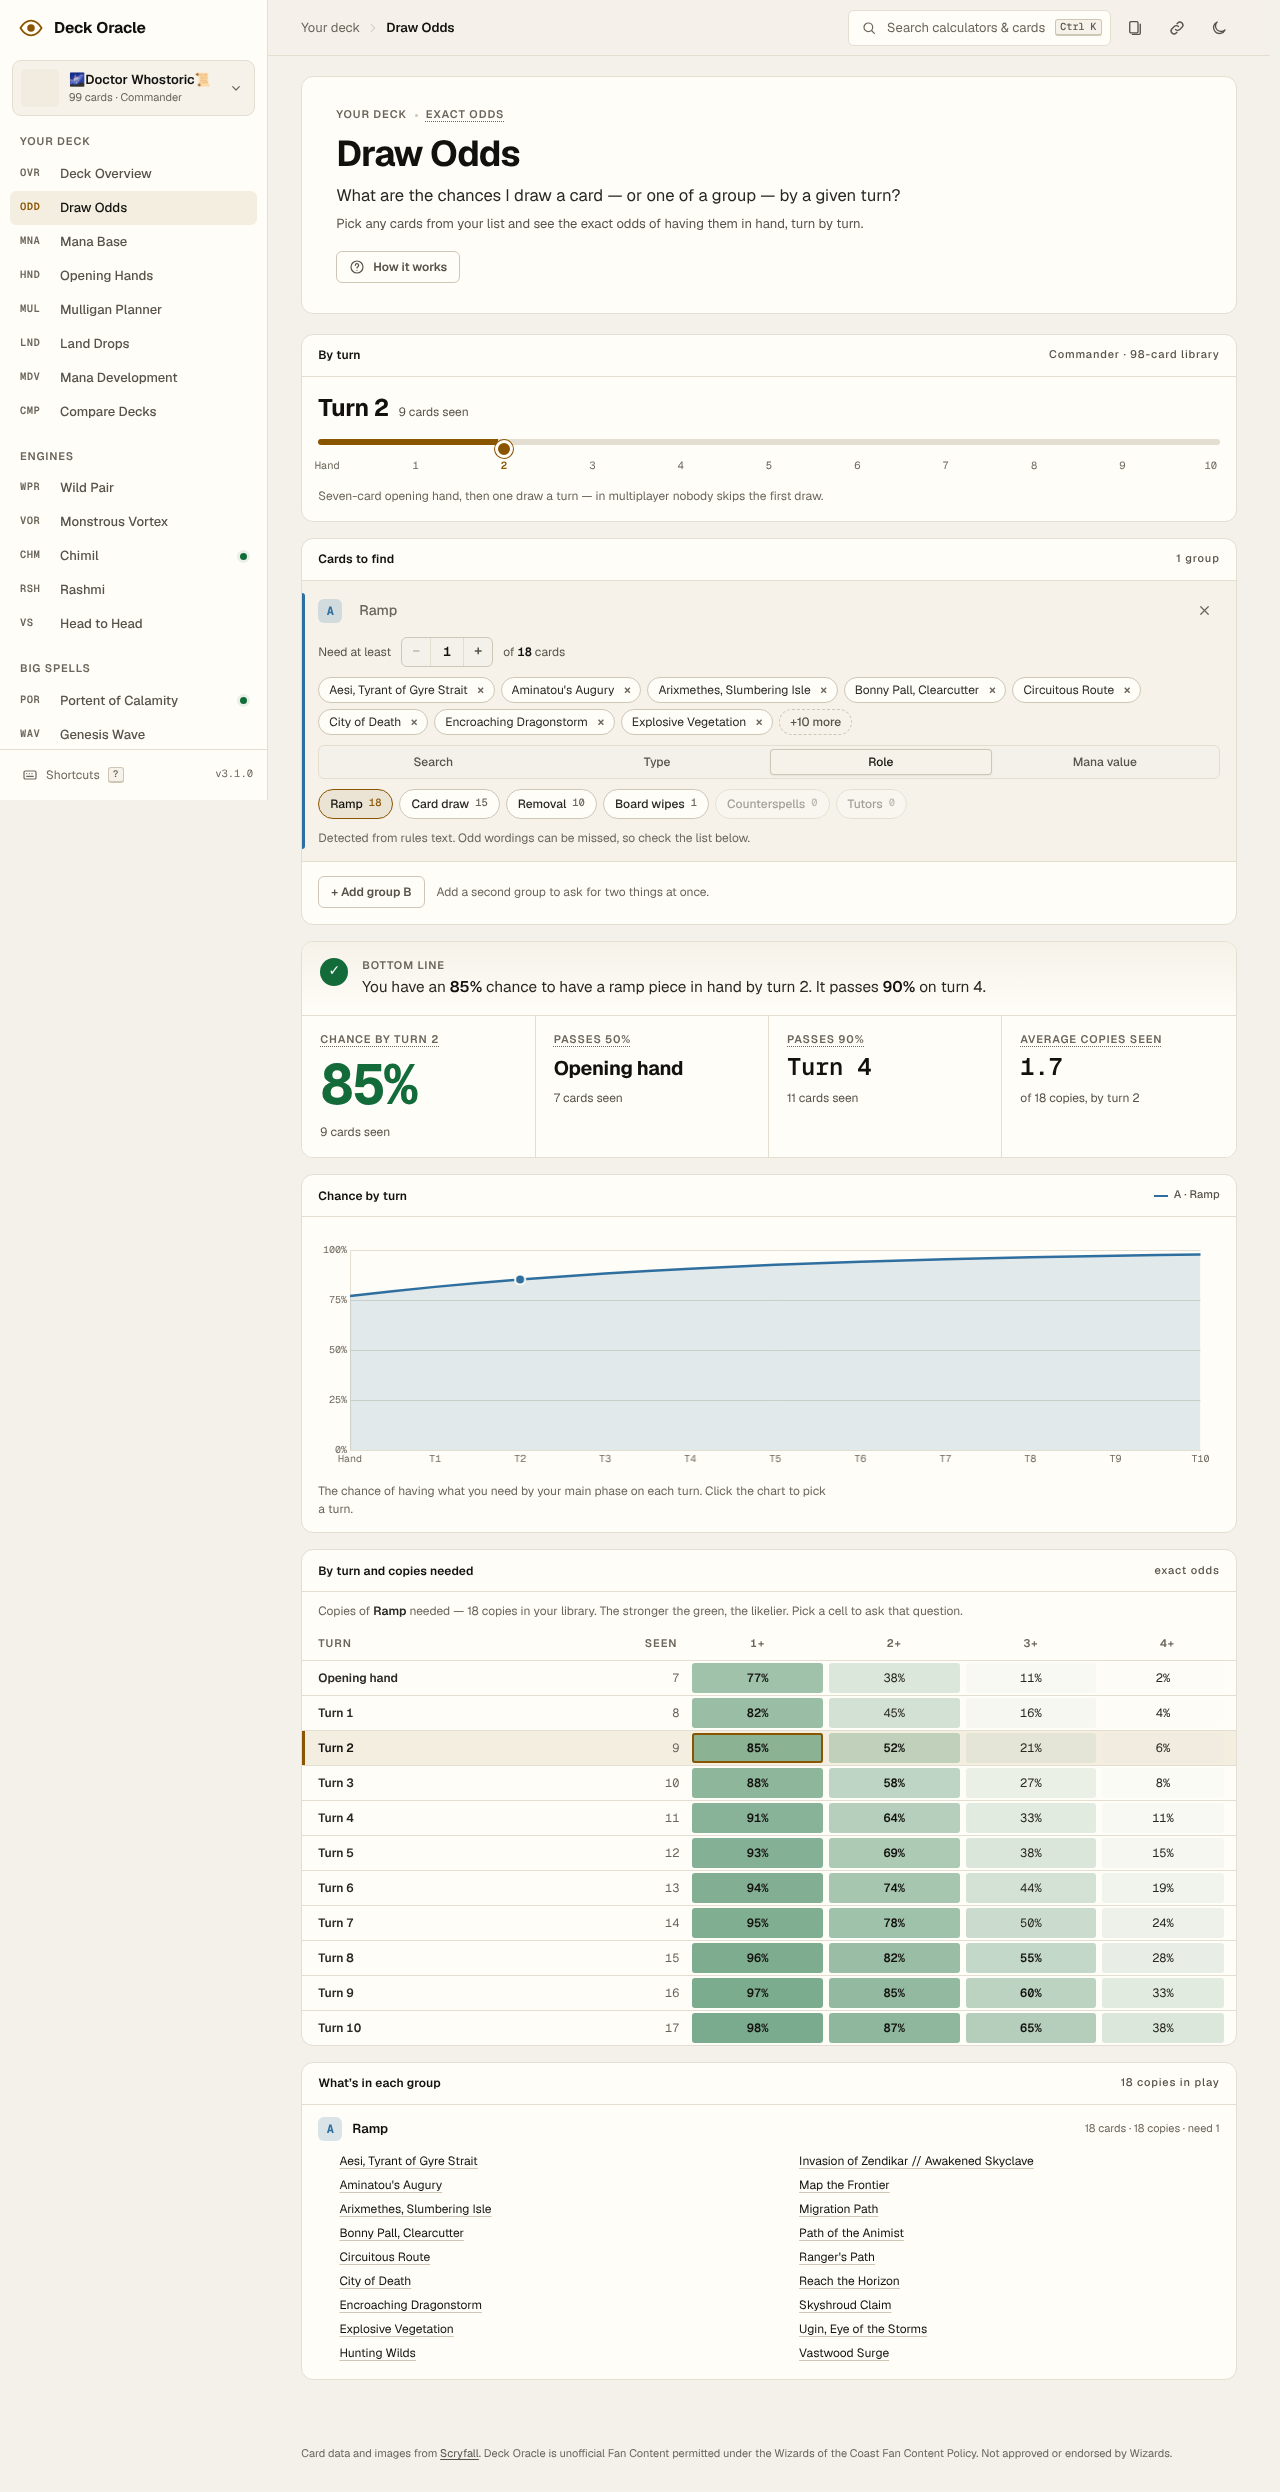 Deck Oracle
🌌Doctor Whostoric📜
99 cards · Commander
YOUR DECK
OVR Deck Overview
ODD Draw Odds
MNA Mana Base
HND Opening Hands
MUL Mulligan Planner
LND Land Drops
MDV Mana Development
CMP Compare Decks
ENGINES
WPR Wild Pair
VOR Monstrous Vortex
CHM Chimil
RSH Rashmi
VS Head to Head
BIG SPELLS
POR Portent of Calamity
WAV Genesis Wave
Shortcuts ? v3.1.0
Your deck > Draw Odds
Search calculators & cards Ctrl K
YOUR DECK • EXACT ODDS
Draw Odds
What are the chances I draw a card — or one of a group — by a given turn?
Pick any cards from your list and see the exact odds of having them in hand, turn by turn.
How it works
By turn Commander · 98-card library
Turn 2 9 cards seen
Hand 1 2 3 4 5 6 7 8 9 10
Seven-card opening hand, then one draw a turn — in multiplayer nobody skips the first draw.
Cards to find 1 group
A Ramp ×
Need at least − 1 + of 18 cards
Aesi, Tyrant of Gyre Strait × Aminatou's Augury × Arixmethes, Slumbering Isle × Bonny Pall, Clearcutter × Circuitous Route ×
City of Death × Encroaching Dragonstorm × Explosive Vegetation × +10 more
Search Type Role Mana value
Ramp 18 Card draw 15 Removal 10 Board wipes 1 Counterspells 0 Tutors 0
Detected from rules text. Odd wordings can be missed, so check the list below.
+ Add group B Add a second group to ask for two things at once.
✓ BOTTOM LINE
You have an 85% chance to have a ramp piece in hand by turn 2. It passes 90% on turn 4.
CHANCE BY TURN 2 PASSES 50% PASSES 90% AVERAGE COPIES SEEN
85% Opening hand Turn 4 1.7
7 cards seen 11 cards seen of 18 copies, by turn 2
9 cards seen
Chance by turn A · Ramp
100%
75%
50%
25%
0%
Hand T1 T2 T3 T4 T5 T6 T7 T8 T9 T10
The chance of having what you need by your main phase on each turn. Click the chart to pick
a turn.
By turn and copies needed exact odds
Copies of Ramp needed — 18 copies in your library. The stronger the green, the likelier. Pick a cell to ask that question.
TURN SEEN 1+ 2+ 3+ 4+
Opening hand 7 77% 38% 11% 2%
Turn 1 8 82% 45% 16% 4%
Turn 2 9 85% 52% 21% 6%
Turn 3 10 88% 58% 27% 8%
Turn 4 11 91% 64% 33% 11%
Turn 5 12 93% 69% 38% 15%
Turn 6 13 94% 74% 44% 19%
Turn 7 14 95% 78% 50% 24%
Turn 8 15 96% 82% 55% 28%
Turn 9 16 97% 85% 60% 33%
Turn 10 17 98% 87% 65% 38%
What's in each group 18 copies in play
A Ramp 18 cards · 18 copies · need 1
Aesi, Tyrant of Gyre Strait
Aminatou's Augury
Arixmethes, Slumbering Isle
Bonny Pall, Clearcutter
Circuitous Route
City of Death
Encroaching Dragonstorm
Explosive Vegetation
Hunting Wilds
Invasion of Zendikar // Awakened Skyclave
Map the Frontier
Migration Path
Path of the Animist
Ranger's Path
Reach the Horizon
Skyshroud Claim
Ugin, Eye of the Storms
Vastwood Surge
Card data and images from Scryfall. Deck Oracle is unofficial Fan Content permitted under the Wizards of the Coast Fan Content Policy. Not approved or endorsed by Wizards.